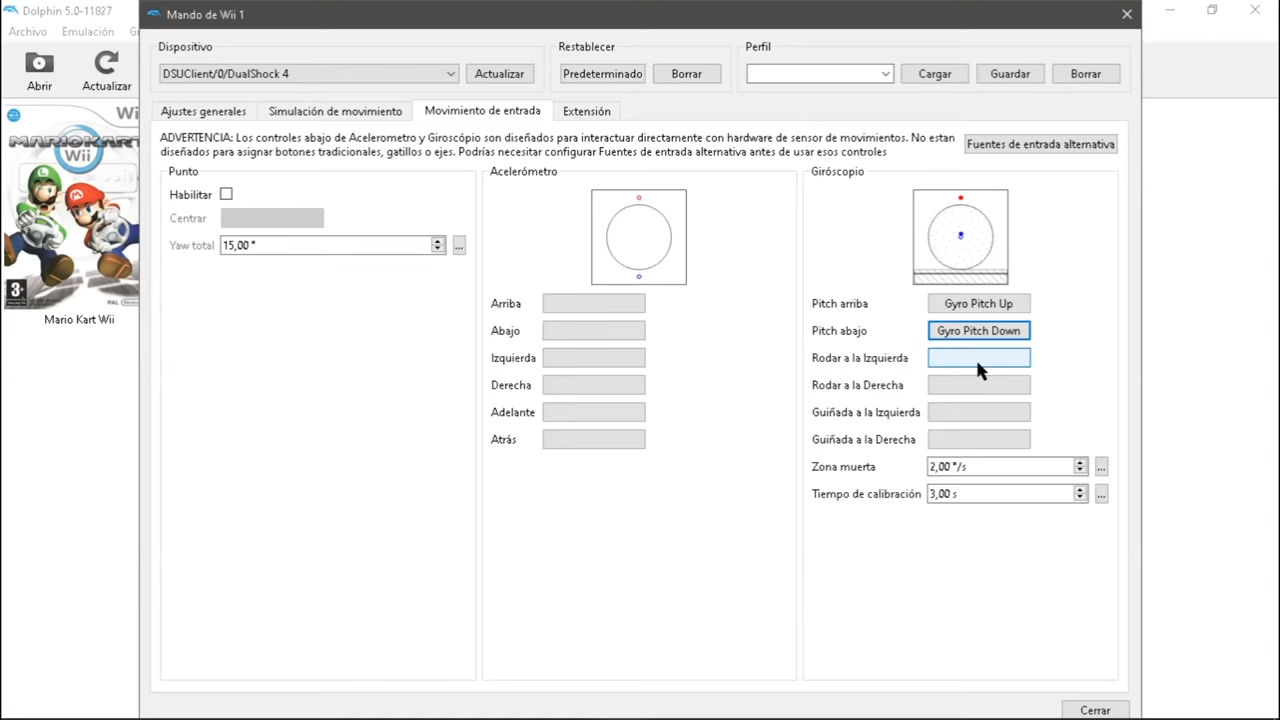 Dolphin 5.0-11827
Archivo
Emulación
Abrir
Actualizar
Wii
MARIOKART
Wii
3+
PAL
Mario Kart Wii
Mando de Wii 1
Dispositivo
DSUClient/0/DualShock 4
Actualizar
Restablecer
Predeterminado
Borrar
Perfil
Cargar
Guardar
Borrar
Ajustes generales
Simulación de movimiento
Movimiento de entrada
Extensión
ADVERTENCIA: Los controles abajo de Acelerometro y Giroscópio son diseñados para interactuar directamente con hardware de sensore de movimientos. No estan
diseñados para asignar botones tradicionales, gatillos o ejes. Podrías necesitar configurar Fuentes de entrada alternativa antes de usar esos controles
Fuentes de entrada alternativa
Punto
Habilitar
Centrar
Yaw total
15,00 °
...
Acelerómetro
Arriba
Abajo
Izquierda
Derecha
Adelante
Atrás
Giróscopio
Pitch arriba
Gyro Pitch Up
Pitch abajo
Gyro Pitch Down
Rodar a la Izquierda
Rodar a la Derecha
Guiñada a la Izquierda
Guiñada a la Derecha
Zona muerta
2,00 °/s
...
Tiempo de calibración
3,00 s
...
Cerrar